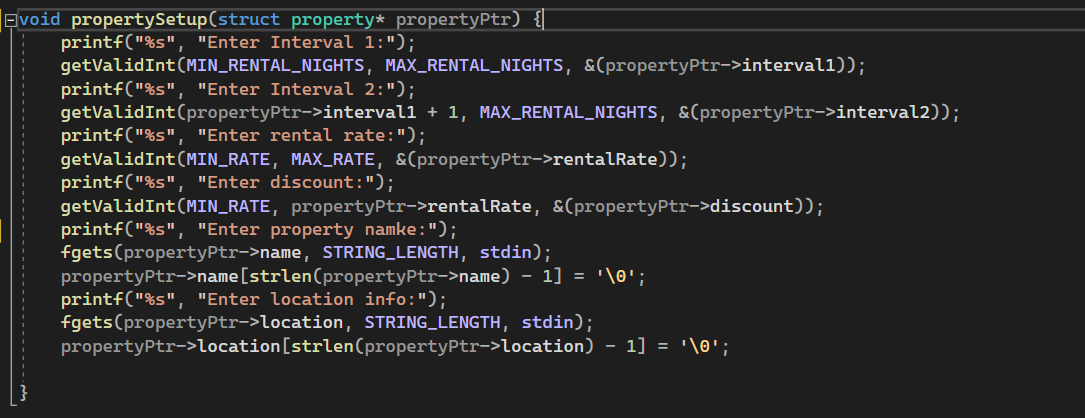 void propertySetup(struct property* propertyPtr) {
    printf("%s", "Enter Interval 1:");
    getValidInt(MIN_RENTAL_NIGHTS, MAX_RENTAL_NIGHTS, &(propertyPtr->interval1));
    printf("%s", "Enter Interval 2:");
    getValidInt(propertyPtr->interval1 + 1, MAX_RENTAL_NIGHTS, &(propertyPtr->interval2));
    printf("%s", "Enter rental rate:");
    getValidInt(MIN_RATE, MAX_RATE, &(propertyPtr->rentalRate));
    printf("%s", "Enter discount:");
    getValidInt(MIN_RATE, propertyPtr->rentalRate, &(propertyPtr->discount));
    printf("%s", "Enter property namke:");
    fgets(propertyPtr->name, STRING_LENGTH, stdin);
    propertyPtr->name[strlen(propertyPtr->name) - 1] = '\0';
    printf("%s", "Enter location info:");
    fgets(propertyPtr->location, STRING_LENGTH, stdin);
    propertyPtr->location[strlen(propertyPtr->location) - 1] = '\0';
}